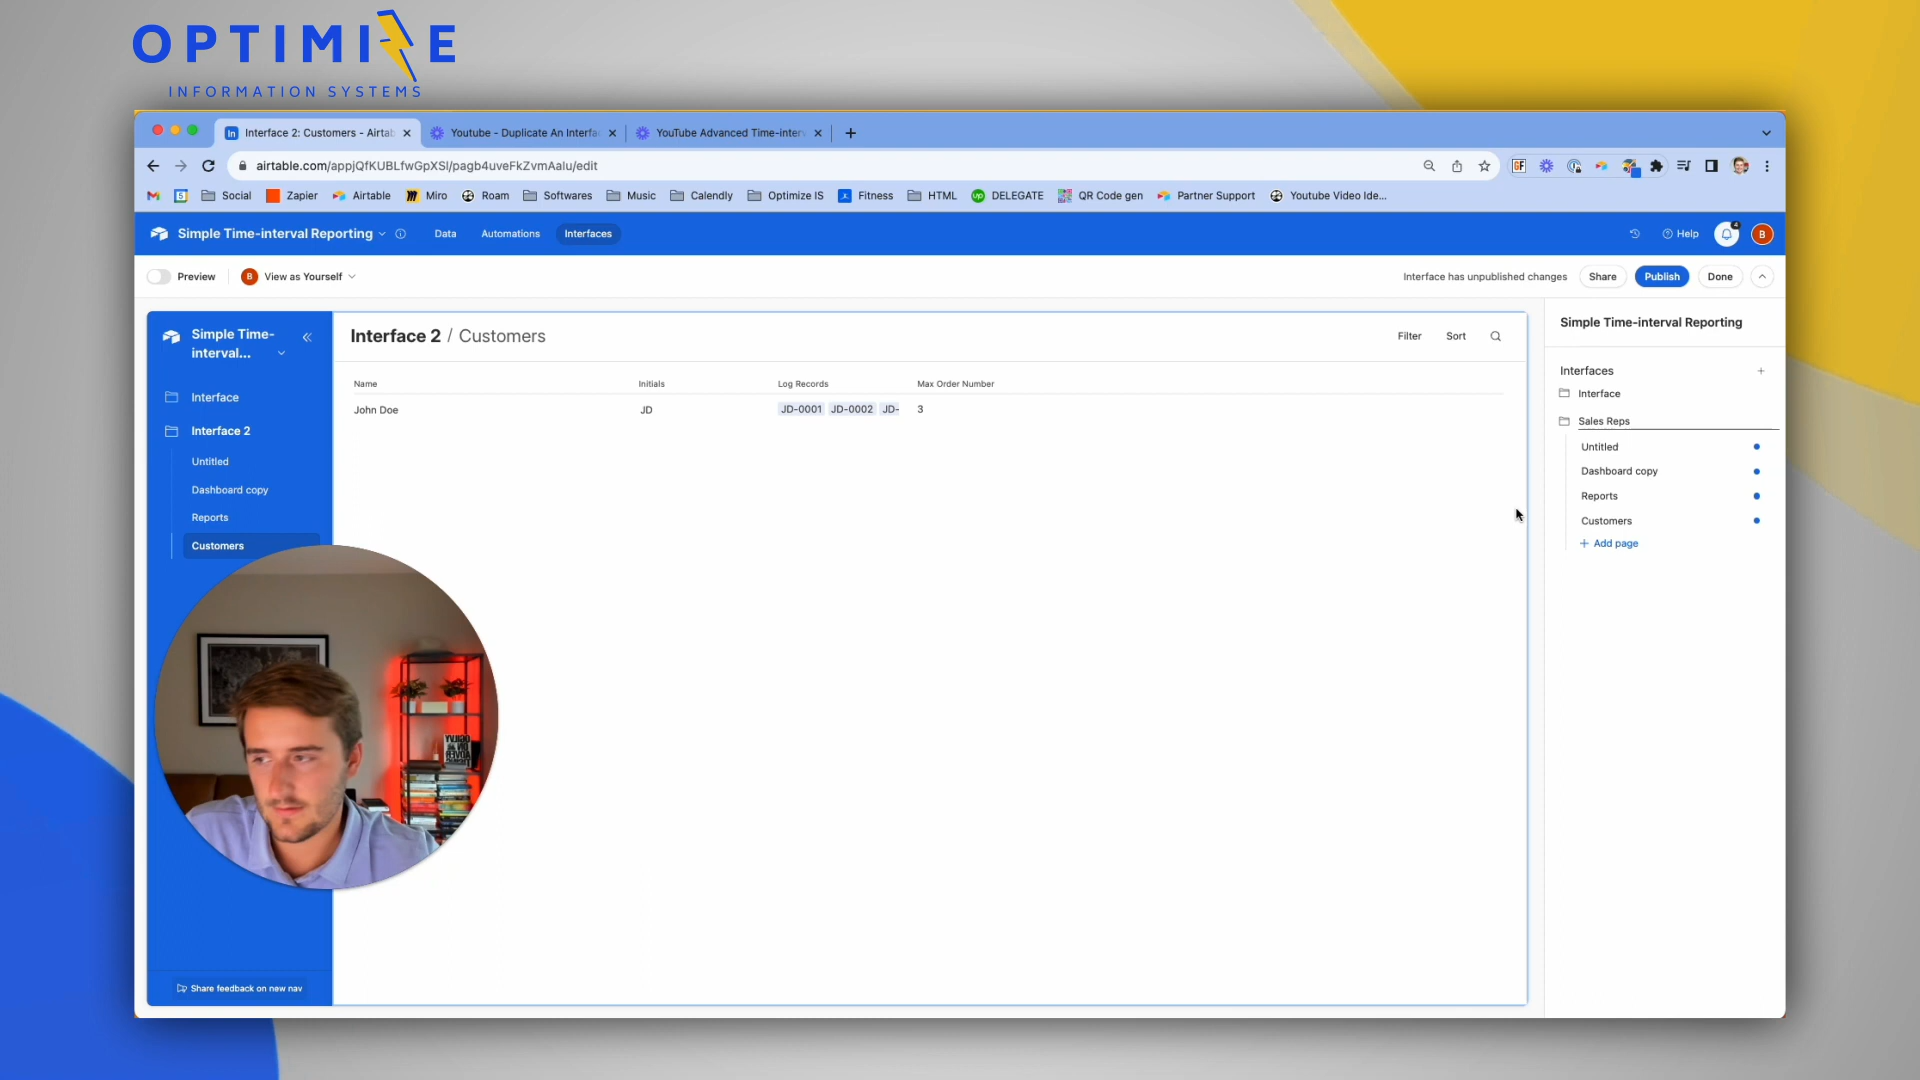 OPTIMIZE
INFORMATION SYSTEMS
Interface 2: Customers - Airtab
Youtube - Duplicate An Interfa
YouTube Advanced Time-interv
airtable.com/appjQfKUBLfwGpXSl/pagb4uveFkZvmAalu/edit
Social
Zapier
Airtable
Miro
Roam
Softwares
Music
Calendly
Optimize IS
Fitness
HTML
DELEGATE
QR Code gen
Partner Support
Youtube Video Ide...
Simple Time-interval Reporting
Data
Automations
Interfaces
Help
4
B
Preview
B
View as Yourself
Interface has unpublished changes
Share
Publish
Done
Simple Time-
interval...
Interface
Interface 2
Untitled
Dashboard copy
Reports
Customers
Share feedback on new nav
Interface 2 / Customers
Filter
Sort
Name
Initials
Log Records
Max Order Number
John Doe
JD
JD-0001 JD-0002 JD-
3
Simple Time-interval Reporting
Interfaces
Interface
Sales Reps
Untitled
Dashboard copy
Reports
Customers
+ Add page